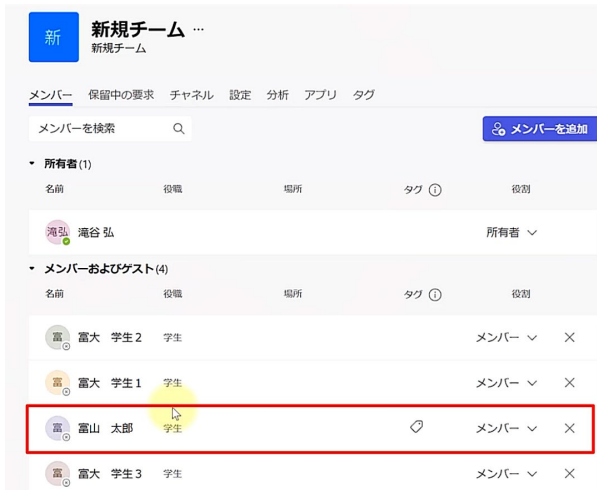 新 新規チーム …
新規チーム
メンバー 保留中の要求 チャネル 設定 分析 アプリ タグ
メンバーを検索 メンバーを追加
所有者(1)
名前 役職 場所 タグ 役割
滝弘 滝谷 弘 所有者
メンバーおよびゲスト(4)
名前 役職 場所 タグ 役割
富 富大 学生2 学生 メンバー
富 富大 学生1 学生 メンバー
富 富山 太郎 学生 メンバー
富 富大 学生3 学生 メンバー